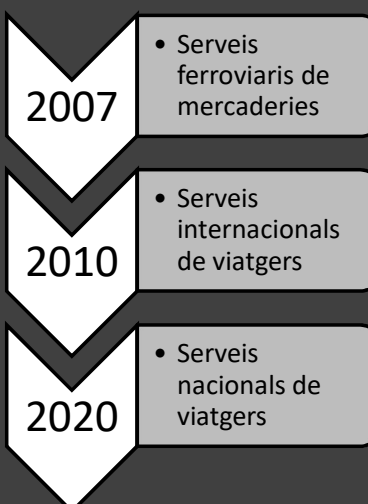 2007
• Serveis
ferroviaris de
mercaderies
2010
• Serveis
internacionals
de viatgers
2020
• Serveis
nacionals de
viatgers